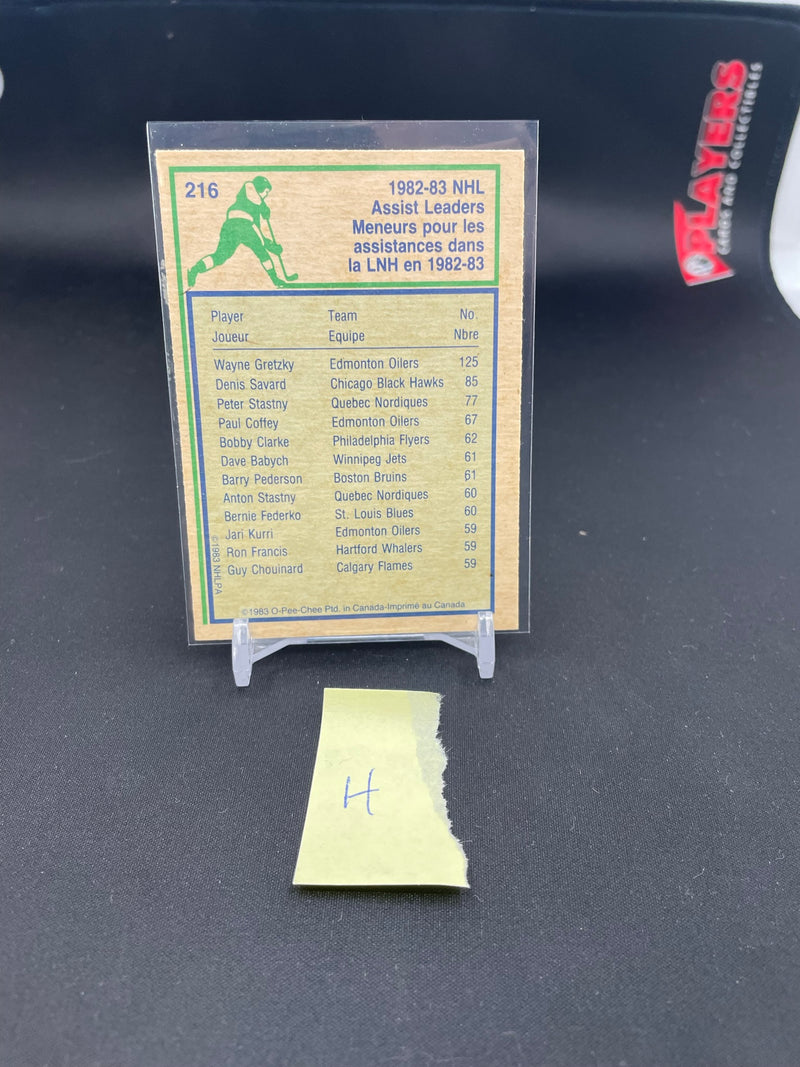 PLAYERS
CARDS AND COLLECTIBLES
216
1982-83 NHL
Assist Leaders
Meneurs pour les
assistances dans
la LNH en 1982-83
Player Team No.
Joueur Equipe Nbre
Wayne Gretzky Edmonton Oilers 125
Denis Savard Chicago Black Hawks 85
Peter Stastny Quebec Nordiques 77
Paul Coffey Edmonton Oilers 67
Bobby Clarke Philadelphia Flyers 62
Dave Babych Winnipeg Jets 61
Barry Pederson Boston Bruins 61
Anton Stastny Quebec Nordiques 60
Bernie Federko St. Louis Blues 60
Jari Kurri Edmonton Oilers 59
Ron Francis Hartford Whalers 59
Guy Chouinard Calgary Flames 59
©1983 NHLPA
©1983 O-Pee-Chee Ptd. in Canada-Imprimé au Canada
H